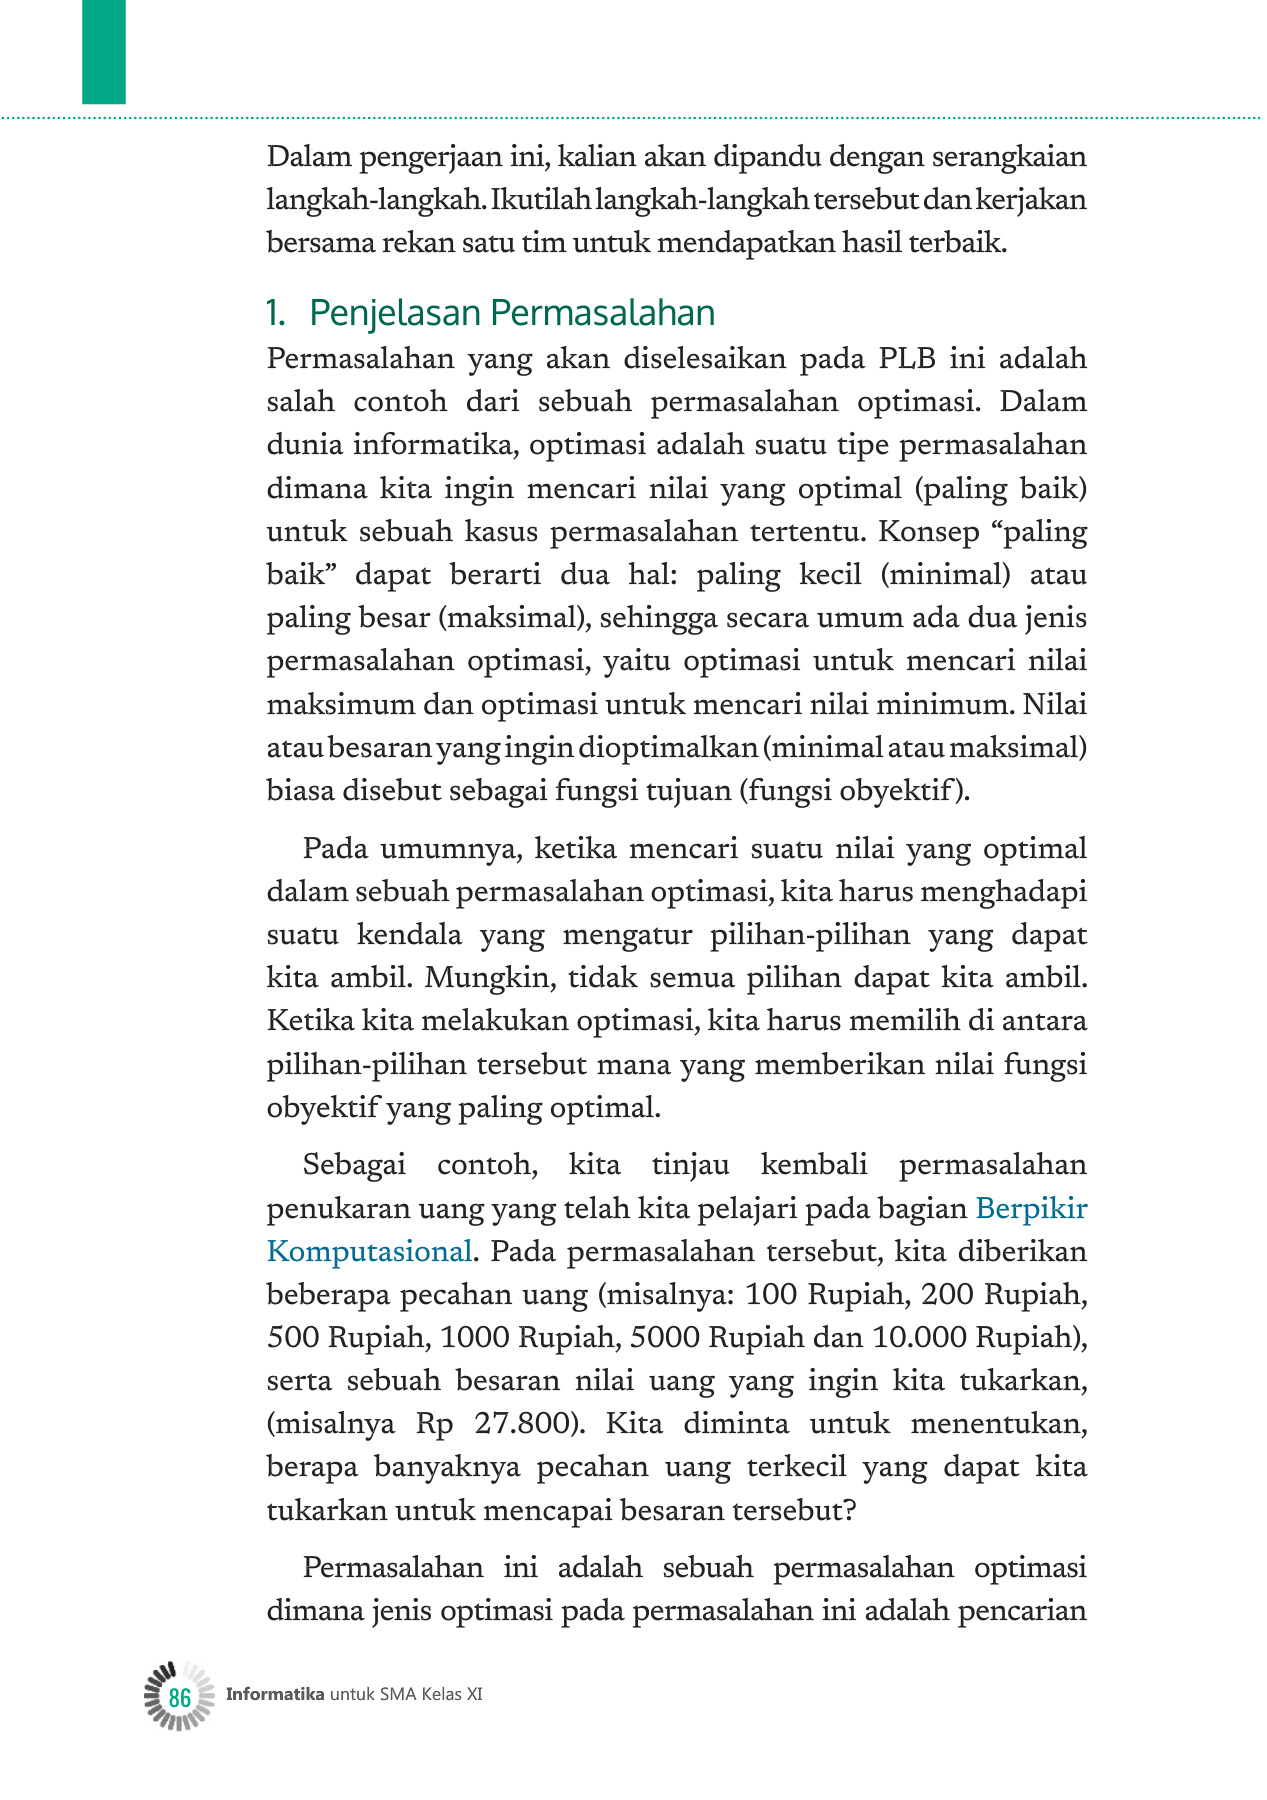 Dalam pengerjaan ini, kalian akan dipandu dengan serangkaian
langkah-langkah. Ikutilah langkah-langkah tersebut dan kerjakan
bersama rekan satu tim untuk mendapatkan hasil terbaik.
1. Penjelasan Permasalahan
Permasalahan yang akan diselesaikan pada PLB ini adalah
salah contoh dari sebuah permasalahan optimasi. Dalam
dunia informatika, optimasi adalah suatu tipe permasalahan
dimana kita ingin mencari nilai yang optimal (paling baik)
untuk sebuah kasus permasalahan tertentu. Konsep “paling
baik” dapat berarti dua hal: paling kecil (minimal) atau
paling besar (maksimal), sehingga secara umum ada dua jenis
permasalahan optimasi, yaitu optimasi untuk mencari nilai
maksimum dan optimasi untuk mencari nilai minimum. Nilai
atau besaran yang ingin dioptimalkan (minimal atau maksimal)
biasa disebut sebagai fungsi tujuan (fungsi obyektif).
Pada umumnya, ketika mencari suatu nilai yang optimal
dalam sebuah permasalahan optimasi, kita harus menghadapi
suatu kendala yang mengatur pilihan-pilihan yang dapat
kita ambil. Mungkin, tidak semua pilihan dapat kita ambil.
Ketika kita melakukan optimasi, kita harus memilih di antara
pilihan-pilihan tersebut mana yang memberikan nilai fungsi
obyektif yang paling optimal.
Sebagai contoh, kita tinjau kembali permasalahan
penukaran uang yang telah kita pelajari pada bagian Berpikir
Komputasional. Pada permasalahan tersebut, kita diberikan
beberapa pecahan uang (misalnya: 100 Rupiah, 200 Rupiah,
500 Rupiah, 1000 Rupiah, 5000 Rupiah dan 10.000 Rupiah),
serta sebuah besaran nilai uang yang ingin kita tukarkan,
(misalnya Rp 27.800). Kita diminta untuk menentukan,
berapa banyaknya pecahan uang terkecil yang dapat kita
tukarkan untuk mencapai besaran tersebut?
Permasalahan ini adalah sebuah permasalahan optimasi
dimana jenis optimasi pada permasalahan ini adalah pencarian
86 Informatika untuk SMA Kelas XI